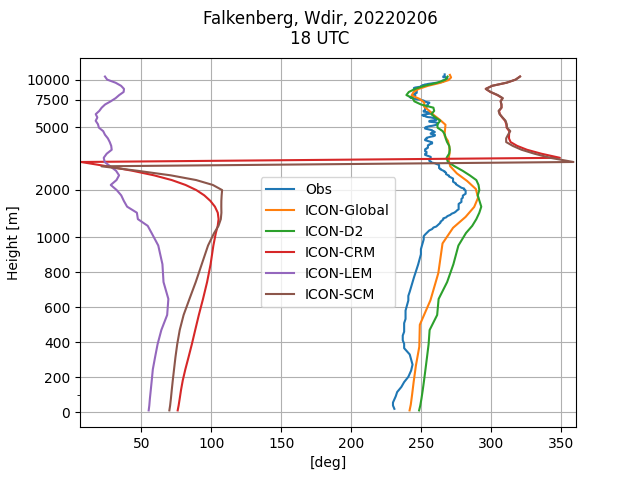 Falkenberg, Wdir, 20220206
18 UTC
Height [m]
10000
7500
5000
2000
1000
800
600
400
200
0
Obs
ICON-Global
ICON-D2
ICON-CRM
ICON-LEM
ICON-SCM
50 100 150 200 250 300 350
[deg]